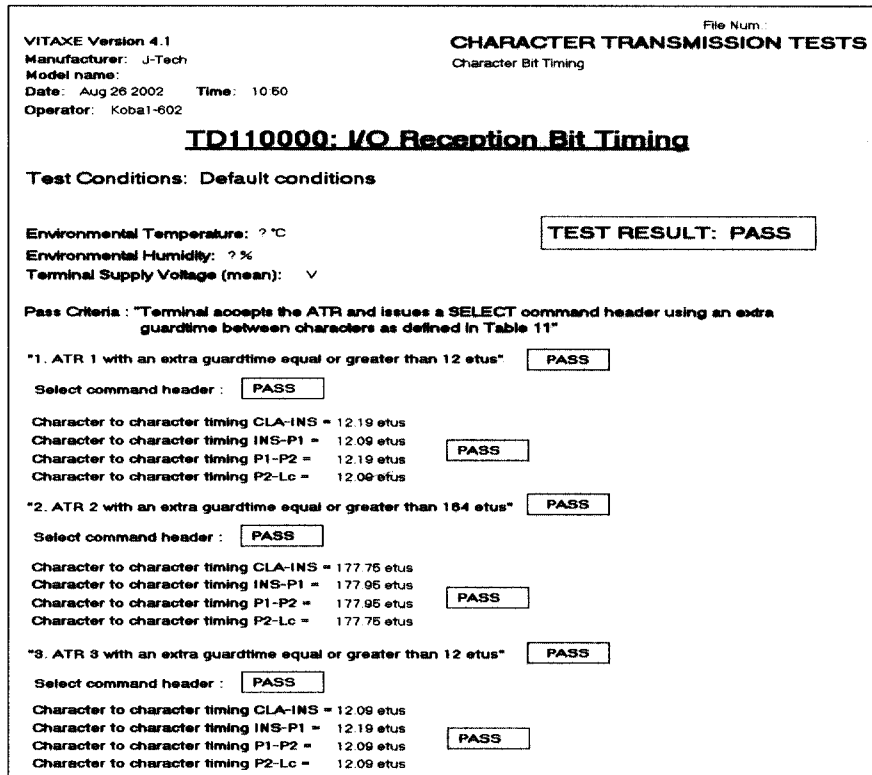 File Num.:
VITAXE Version 4.1
CHARACTER TRANSMISSION TESTS
Manufacturer: J-Tech
Character Bit Timing
Model name:
Date: Aug 26 2002 Time: 10:50
Operator: Koba1-602
TD110000: I/O Reception Bit Timing
Test Conditions: Default conditions
Environmental Temperature: ? °C
TEST RESULT: PASS
Environmental Humidity: ? %
Terminal Supply Voltage (mean): V
Pass Criteria : "Terminal accepts the ATR and issues a SELECT command header using an extra
guardtime between characters as defined in Table 11"
"1. ATR 1 with an extra guardtime equal or greater than 12 etus" PASS
Select command header : PASS
Character to character timing CLA-INS = 12.19 etus
Character to character timing INS-P1 = 12.09 etus
Character to character timing P1-P2 = 12.19 etus
Character to character timing P2-Lc = 12.09 etus
PASS
"2. ATR 2 with an extra guardtime equal or greater than 164 etus" PASS
Select command header : PASS
Character to character timing CLA-INS = 177.75 etus
Character to character timing INS-P1 = 177.95 etus
Character to character timing P1-P2 = 177.95 etus
Character to character timing P2-Lc = 177.75 etus
PASS
"3. ATR 3 with an extra guardtime equal or greater than 12 etus" PASS
Select command header : PASS
Character to character timing CLA-INS = 12.09 etus
Character to character timing INS-P1 = 12.19 etus
Character to character timing P1-P2 = 12.09 etus
Character to character timing P2-Lc = 12.09 etus
PASS